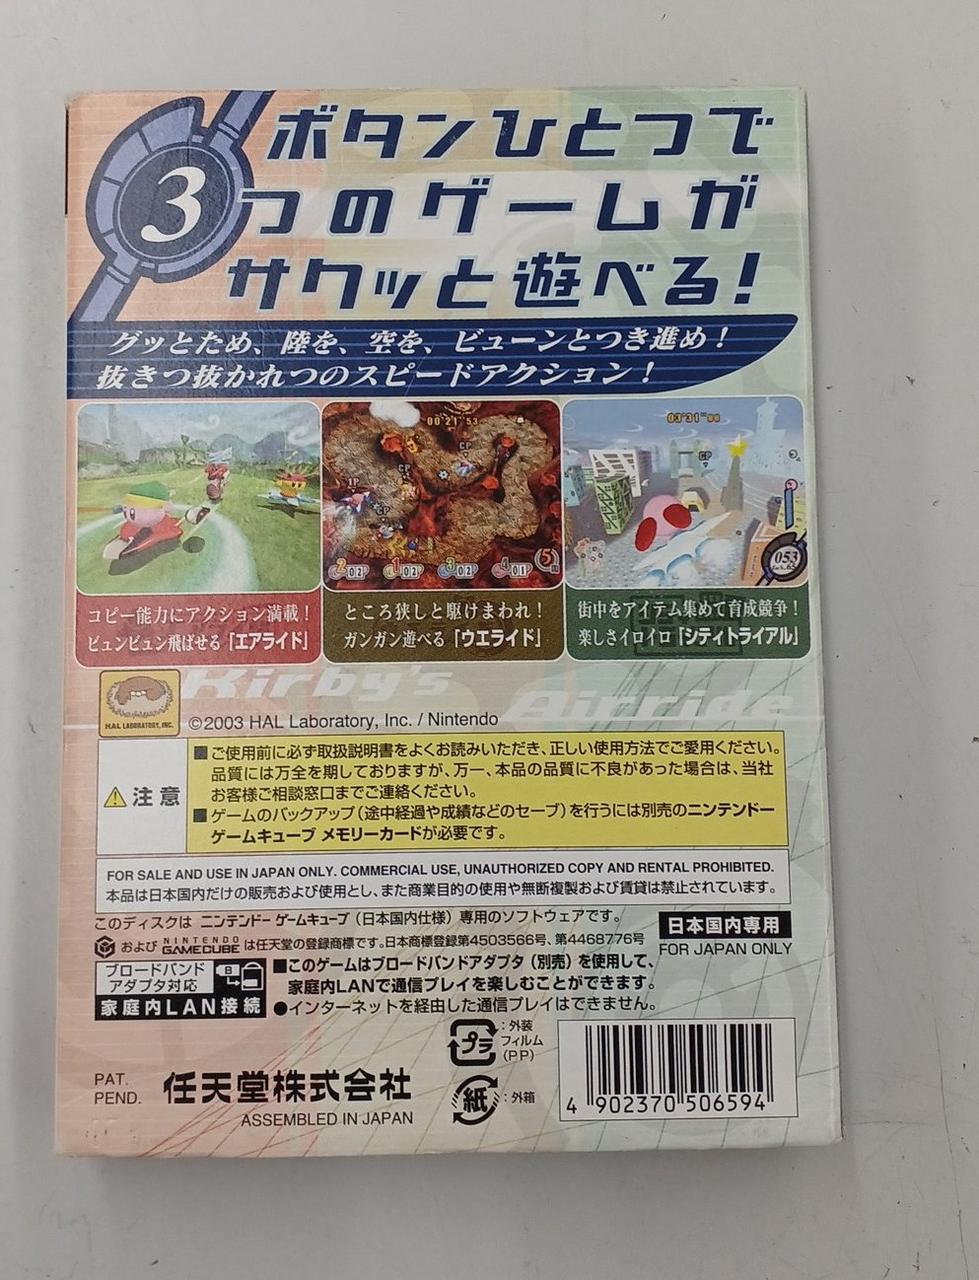 ボタンひとつで
3つのゲームが
サクッと遊べる!
グッとため、陸を、空を、ビューンとつき進め!
抜きつ抜かれつのスピードアクション!
コピー能力にアクション満載!
ビュンビュン飛ばせる「エアライド」
00'21"53
CP
CP
1P
CP
2 02
1 02
3 02
4 01
ところ狭しと駆けまわれ!
ガンガン遊べる「ウエライド」
03'31"
CP
053
街中をアイテム集めて育成競争!
楽しさイロイロ「シティトライアル」
Kirby's Airride
HAL LABORATORY, INC.
©2003 HAL Laboratory, Inc. / Nintendo
注意
■ご使用前に必ず取扱説明書をよくお読みいただき、正しい使用方法でご愛用ください。
品質には万全を期しておりますが、万一、本品の品質に不良があった場合は、当社
お客様ご相談窓口までご連絡ください。
■ゲームのバックアップ(途中経過や成績などのセーブ)を行うには別売のニンテンドー
ゲームキューブ メモリーカードが必要です。
FOR SALE AND USE IN JAPAN ONLY. COMMERCIAL USE, UNAUTHORIZED COPY AND RENTAL PROHIBITED.
本品は日本国内だけの販売および使用とし、また商業目的の使用や無断複製および賃貸は禁止されています。
このディスクは ニンテンドー ゲームキューブ(日本国内仕様)専用のソフトウェアです。
および NINTENDO GAMECUBE は任天堂の登録商標です。日本商標登録第4503566号、第4468776号
日本国内専用
FOR JAPAN ONLY
ブロードバンド
アダプタ対応
B
家庭内LAN接続
■このゲームはブロードバンドアダプタ(別売)を使用して、
家庭内LANで通信プレイを楽しむことができます。
●インターネットを経由した通信プレイはできません。
プラ
:外装
フィルム
(PP)
紙
:外箱
PAT.
PEND.
任天堂株式会社
ASSEMBLED IN JAPAN
4 902370 506594